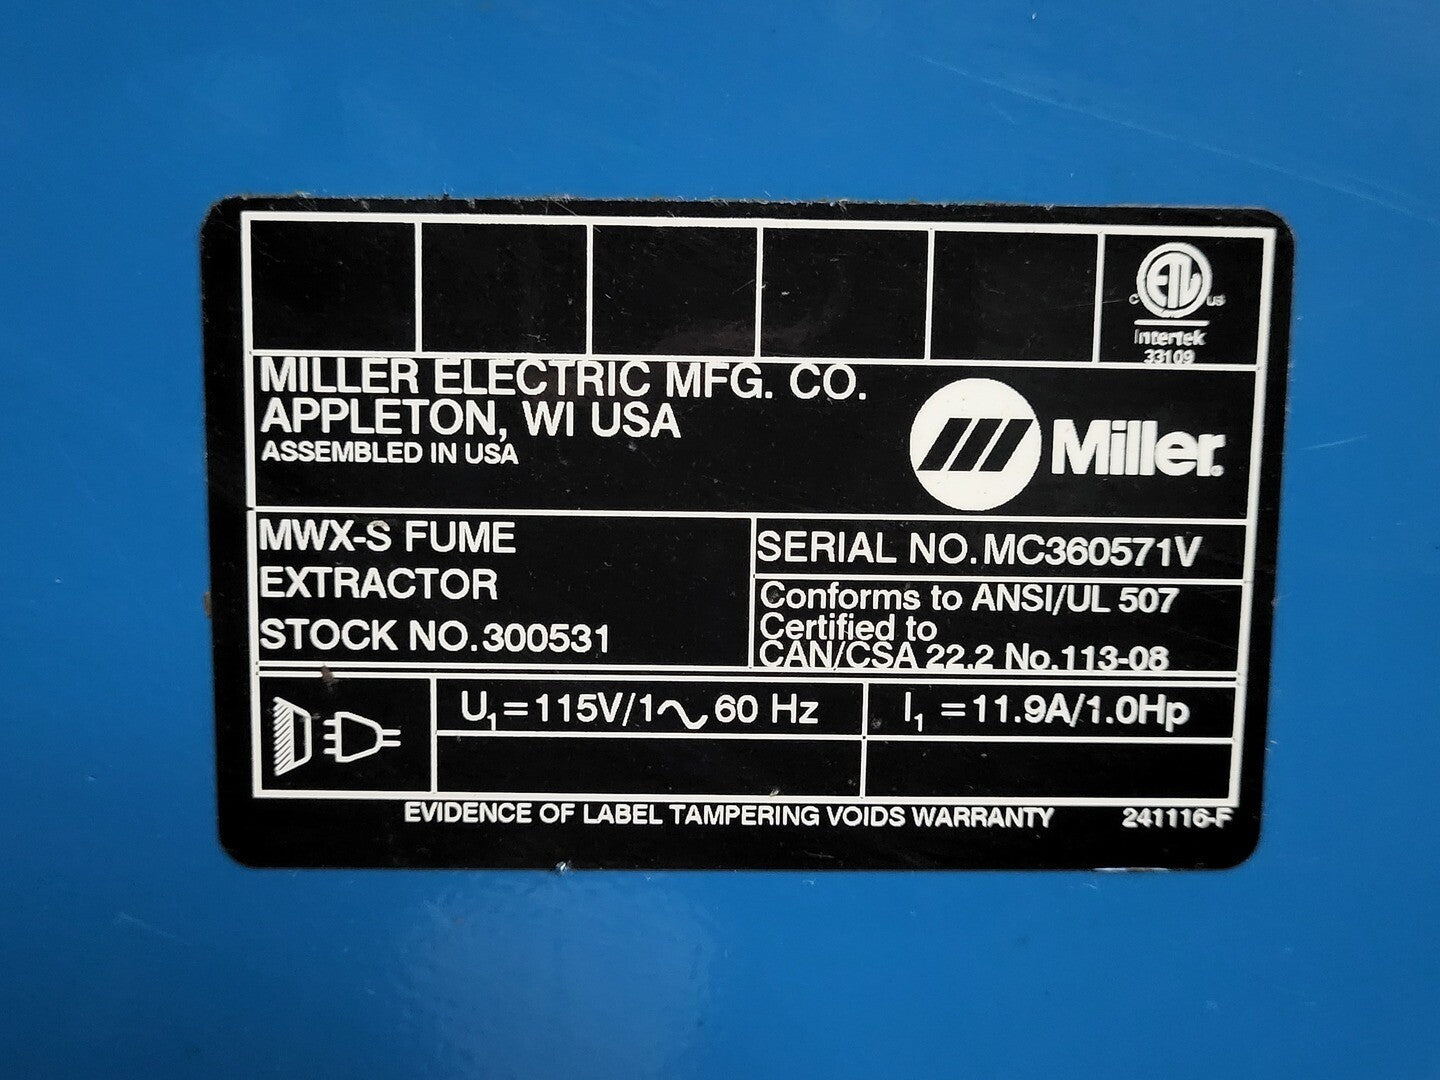 ETL
C US
Intertek
33109
MILLER ELECTRIC MFG. CO.
APPLETON, WI USA
ASSEMBLED IN USA
Miller®
MWX-S FUME
EXTRACTOR
STOCK NO. 300531
SERIAL NO. MC360571V
Conforms to ANSI/UL 507
Certified to
CAN/CSA 22.2 No.113-08
U₁=115V/1∿60 Hz
I₁ =11.9A/1.0Hp
EVIDENCE OF LABEL TAMPERING VOIDS WARRANTY
241116-F